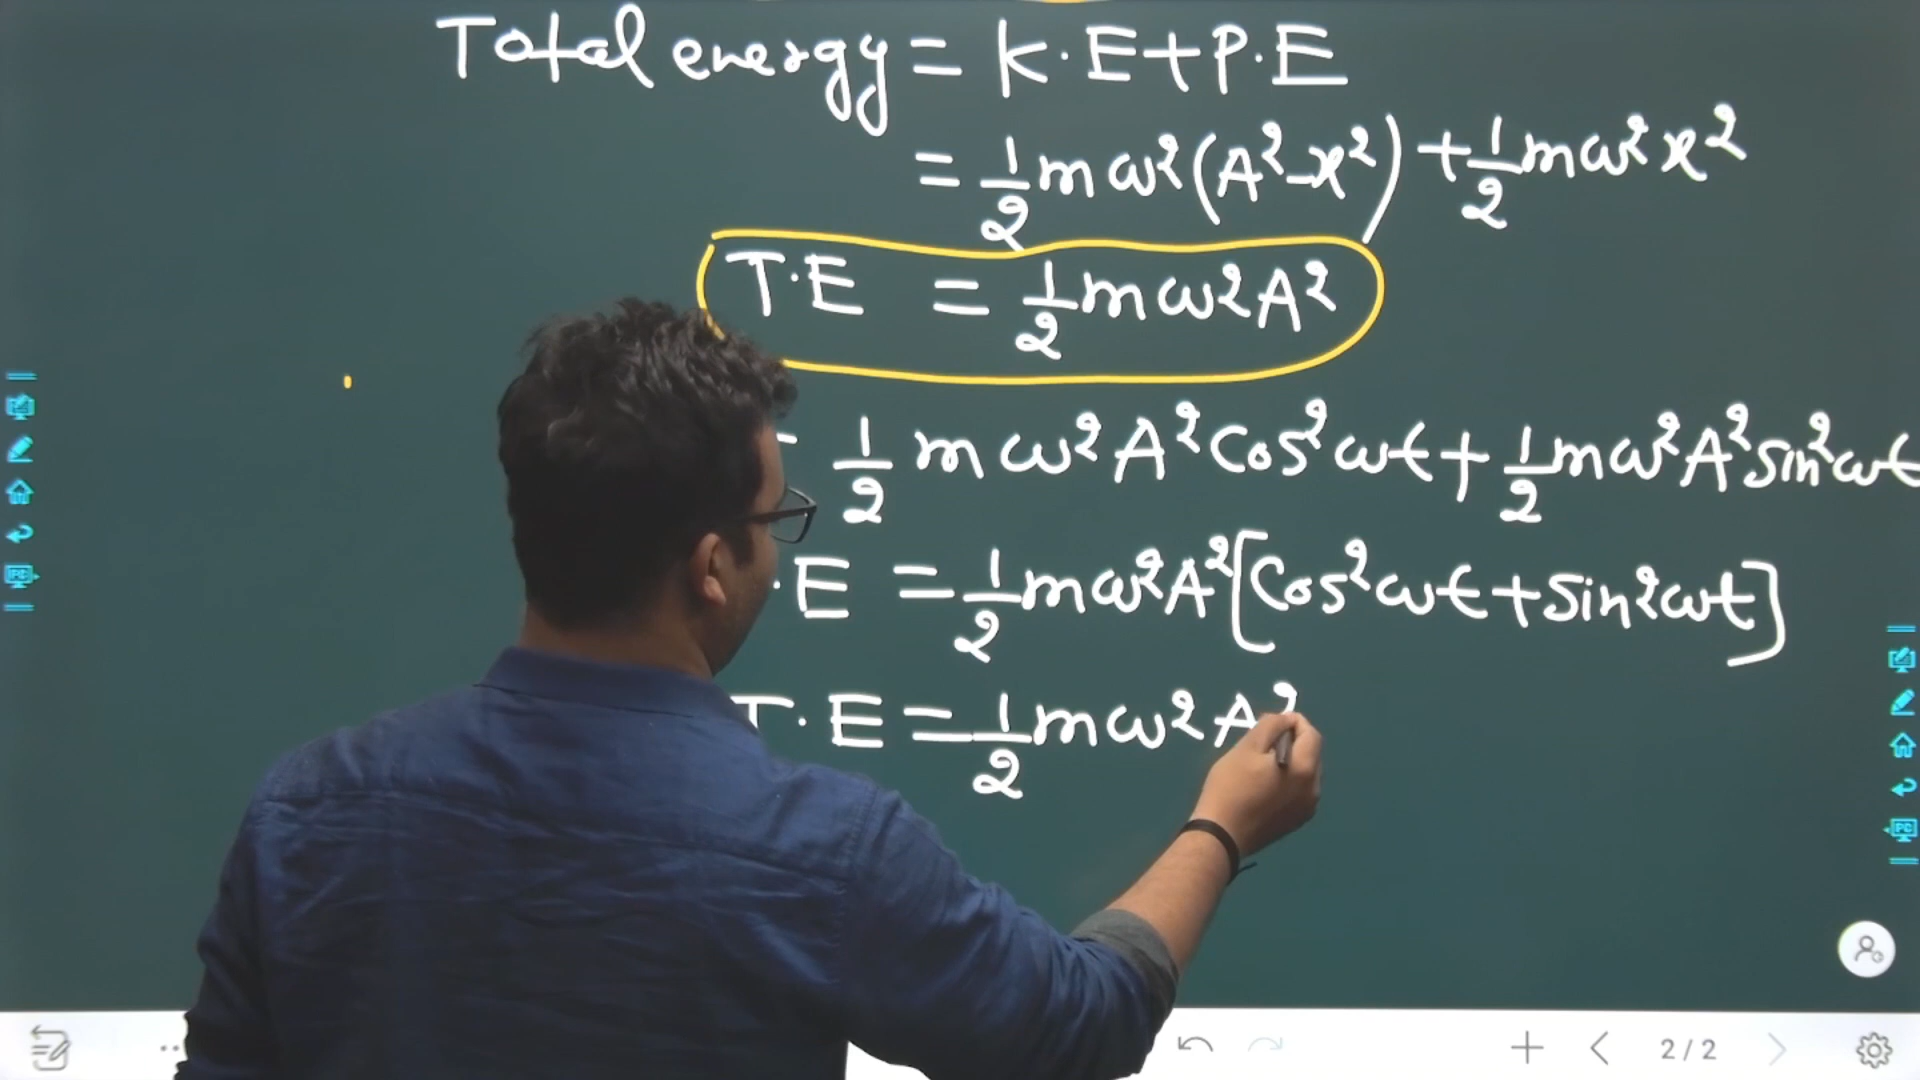 Total energy = K.E+P.E
= 1/2 mω²(A²-x²) + 1/2 mω²x²
T.E = 1/2 mω²A²
= 1/2 mω²A²Cos²ωt + 1/2 mω²A²sin²ωt
.E = 1/2 mω²A²[Cos²ωt + sin²ωt]
T.E = 1/2 mω²A²
2/2